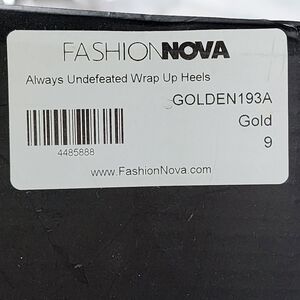 FASHIONNOVA
Always Undefeated Wrap Up Heels
GOLDEN193A
Gold
9
4485888
www.FashionNova.com